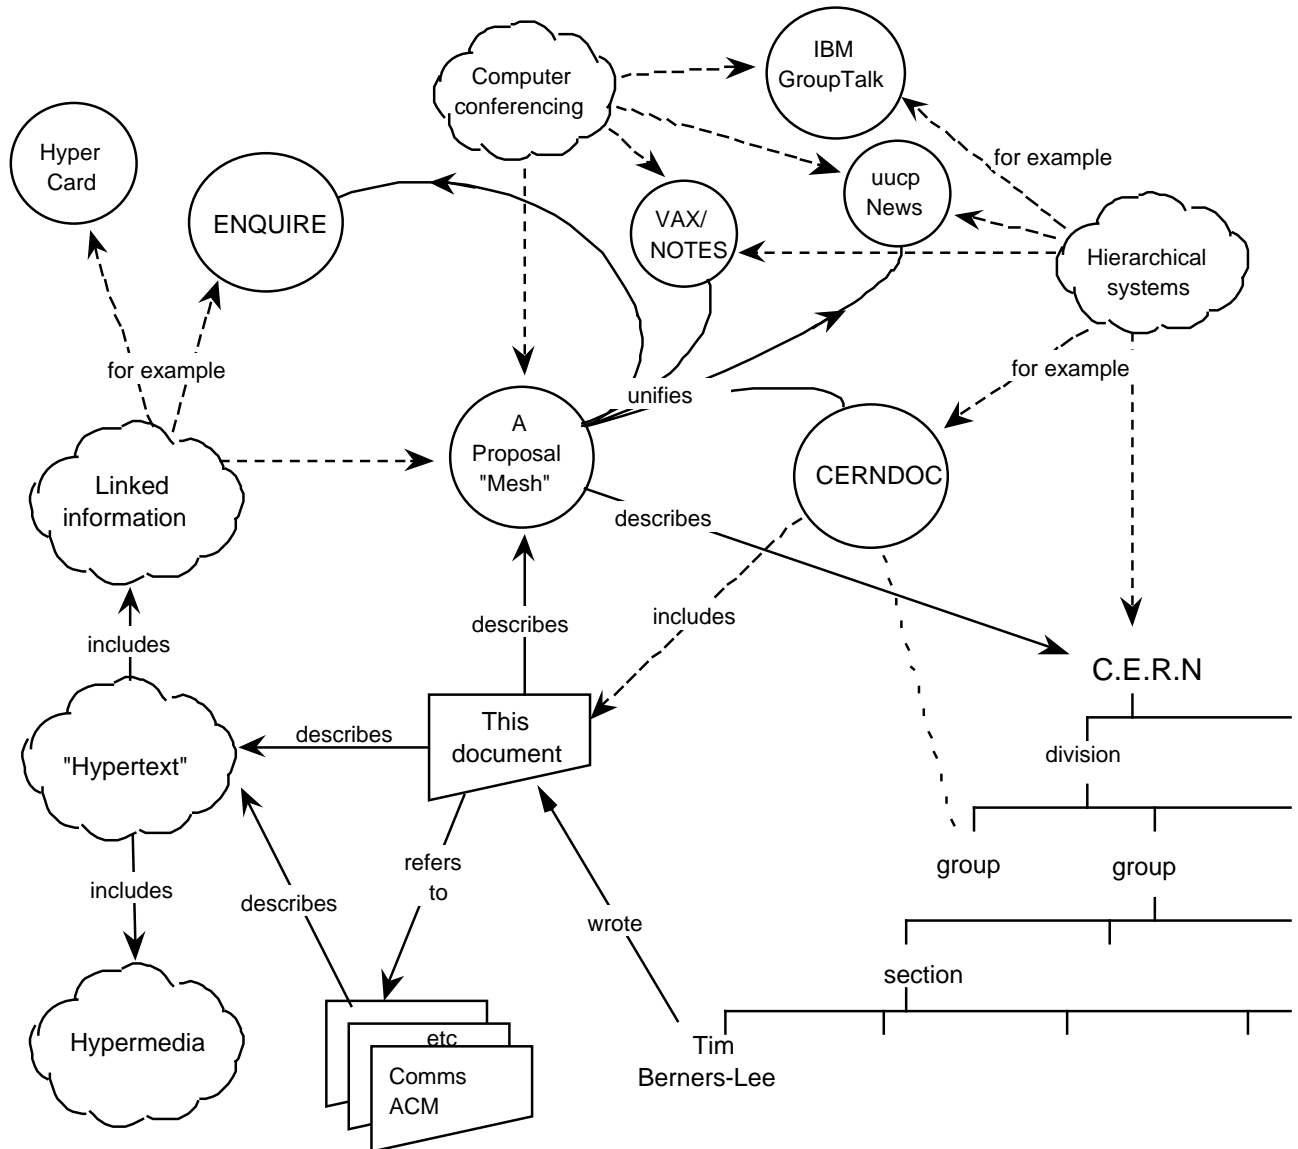 IBM
GroupTalk
Computer
conferencing
Hyper
Card
for example
uucp
News
ENQUIRE
VAX/
NOTES
Hierarchical
systems
for example
for example
unifies
A
Proposal
"Mesh"
CERNDOC
Linked
information
describes
includes
describes
includes
C.E.R.N
This
document
describes
"Hypertext"
division
refers
to
group
group
includes
describes
wrote
section
Hypermedia
etc
Comms
ACM
Tim
Berners-Lee